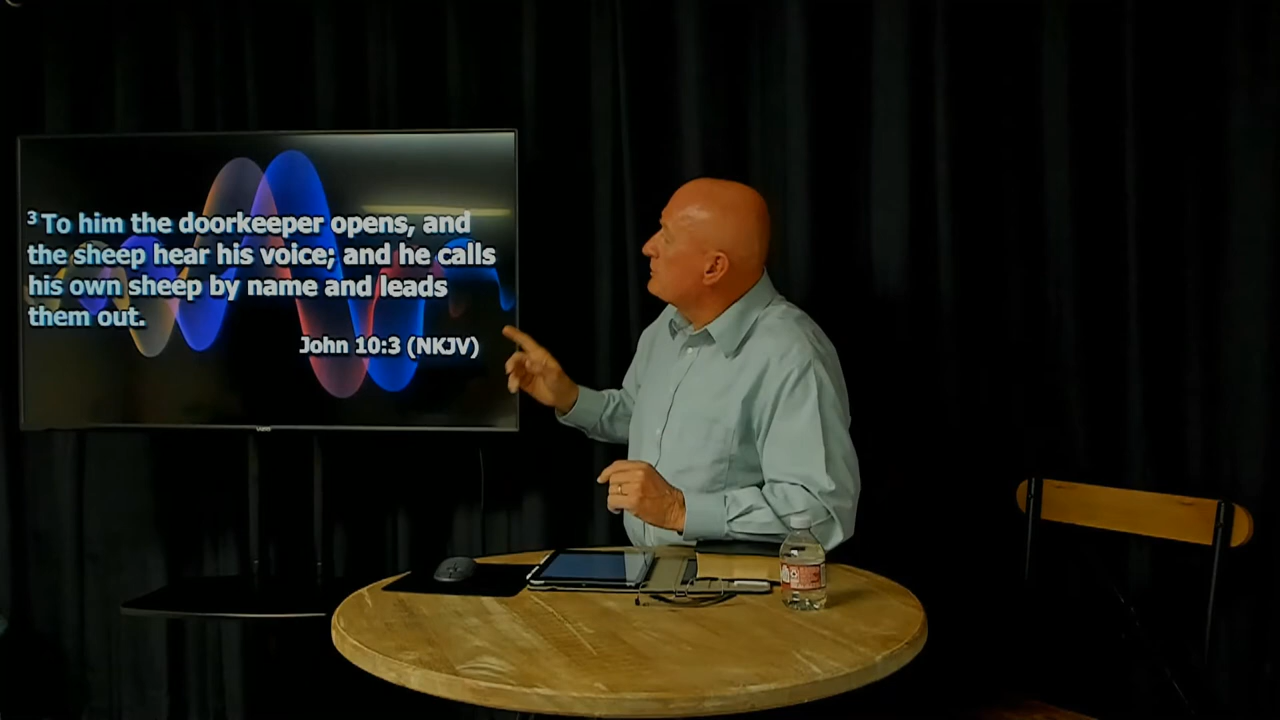 ³ To him the doorkeeper opens, and
the sheep hear his voice; and he calls
his own sheep by name and leads
them out.
John 10:3 (NKJV)